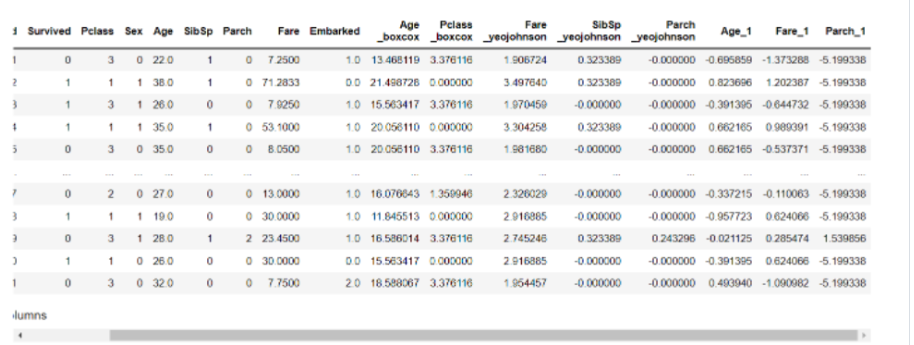 Age Pclass Fare SibSp Parch
d Survived Pclass Sex Age SibSp Parch Fare Embarked _boxcox _boxcox _yeojohnson _yeojohnson _yeojohnson Age_1 Fare_1 Parch_1
1 0 3 0 22.0 1 0 7.2500 1.0 13.468119 3.376116 1.906724 0.323389 -0.000000 -0.695859 -1.373288 -5.199338
2 1 1 1 38.0 1 0 71.2833 0.0 21.498728 0.000000 3.497640 0.323389 -0.000000 0.823696 1.202387 -5.199338
3 1 3 1 26.0 0 0 7.9250 1.0 15.563417 3.376116 1.970459 -0.000000 -0.000000 -0.391395 -0.644732 -5.199338
4 1 1 1 35.0 1 0 53.1000 1.0 20.056110 0.000000 3.304258 0.323389 -0.000000 0.662165 0.989391 -5.199338
5 0 3 0 35.0 0 0 8.0500 1.0 20.056110 3.376116 1.981680 -0.000000 -0.000000 0.662165 -0.537371 -5.199338
... ... ... ... ... ... ... ... ... ... ... ... ... ... ... ... ...
7 0 2 0 27.0 0 0 13.0000 1.0 16.076643 1.359946 2.326029 -0.000000 -0.000000 -0.337215 -0.110063 -5.199338
3 1 1 1 19.0 0 0 30.0000 1.0 11.845513 0.000000 2.916885 -0.000000 -0.000000 -0.957723 0.624066 -5.199338
9 0 3 1 28.0 1 2 23.4500 1.0 16.586014 3.376116 2.745246 0.323389 0.243296 -0.021125 0.285474 1.539856
0 1 1 0 26.0 0 0 30.0000 0.0 15.563417 0.000000 2.916885 -0.000000 -0.000000 -0.391395 0.624066 -5.199338
1 0 3 0 32.0 0 0 7.7500 2.0 18.588067 3.376116 1.954457 -0.000000 -0.000000 0.493940 -1.090982 -5.199338
lumns